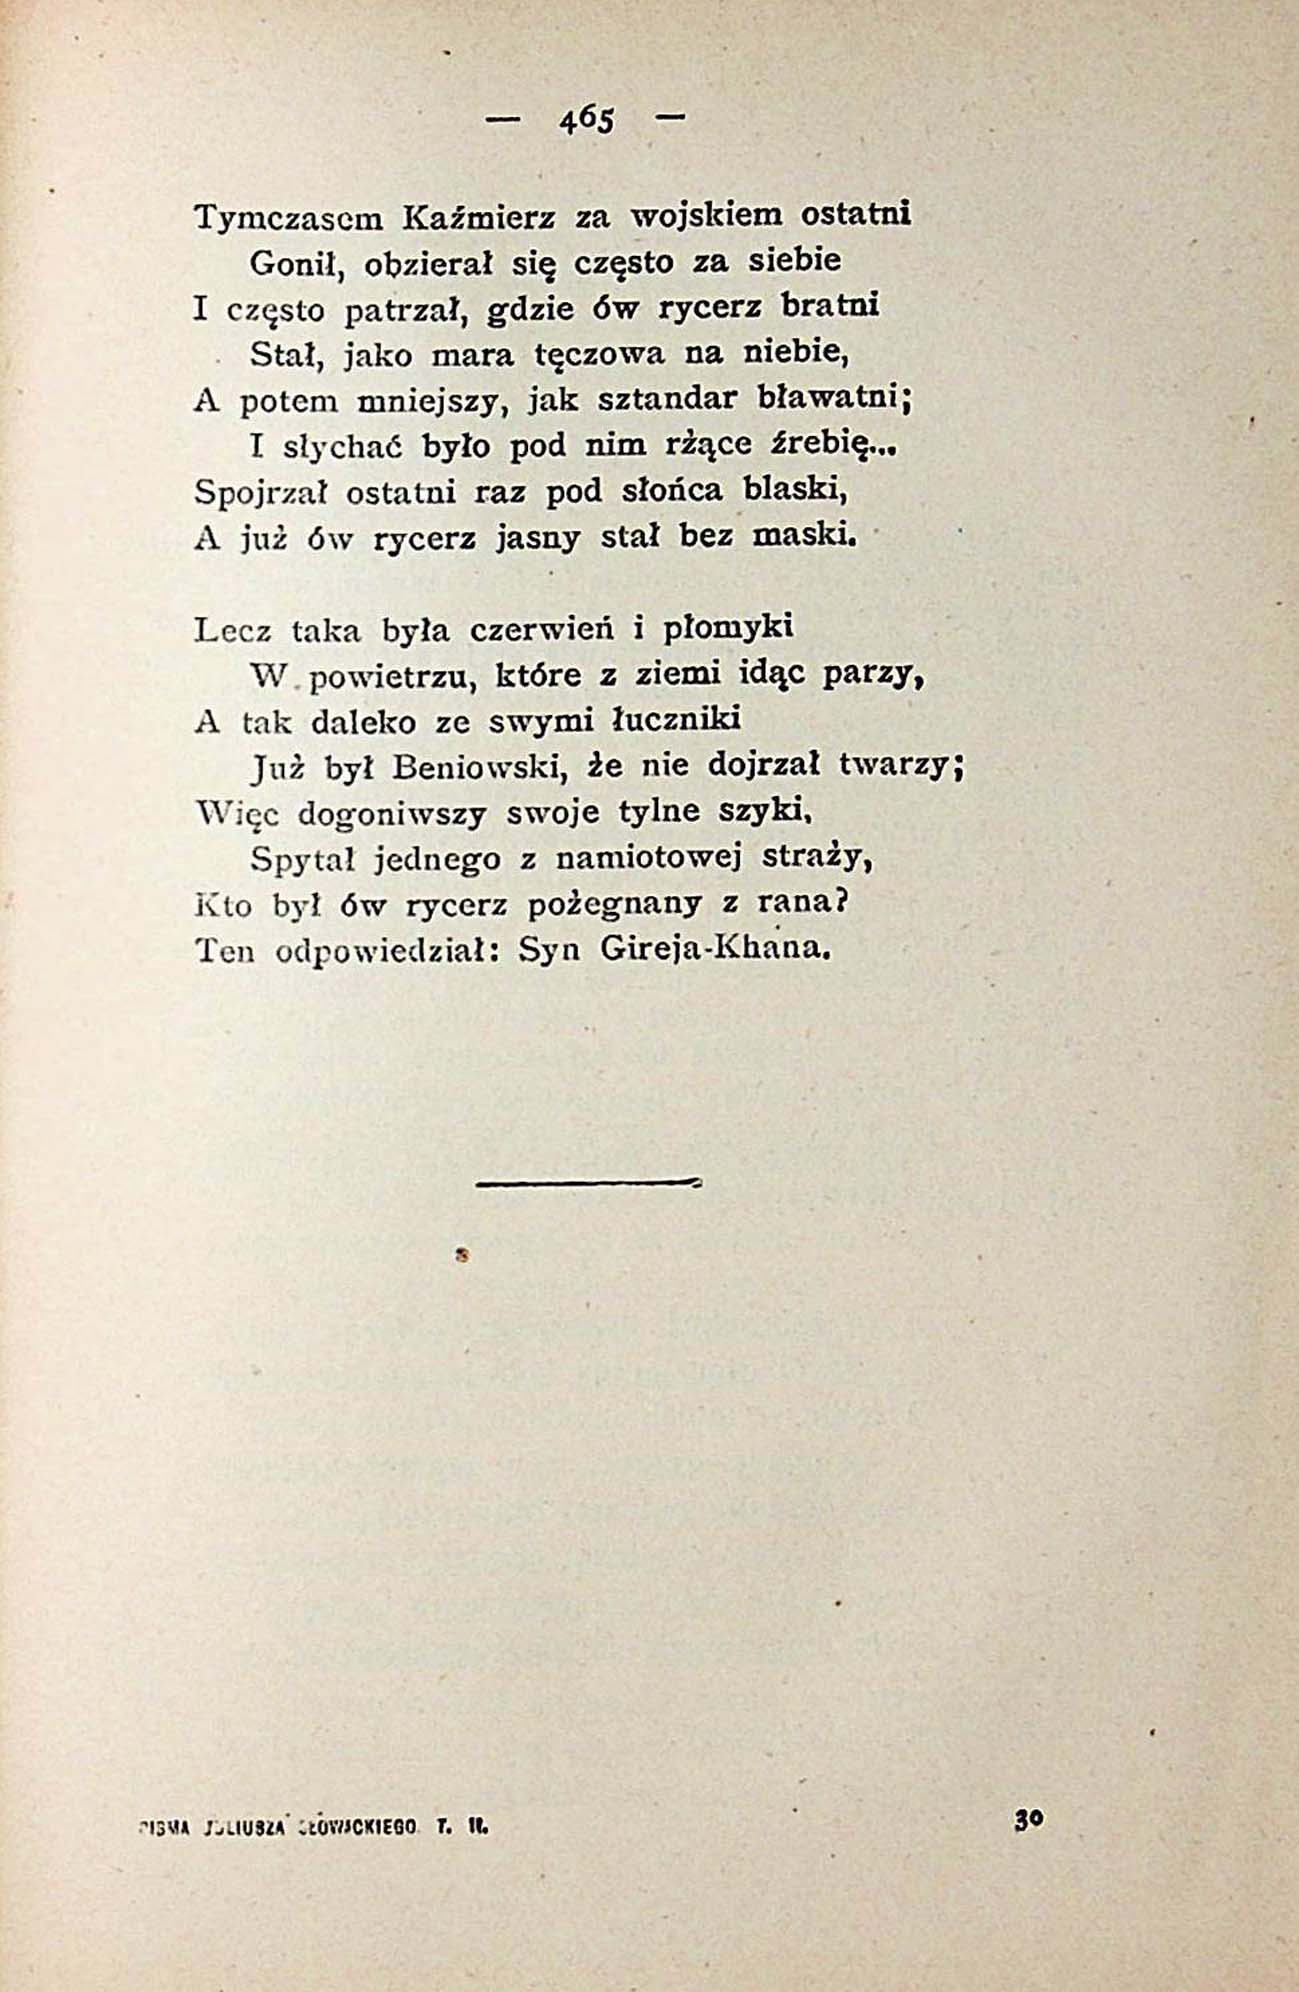 — 465 —
Tymczasem Kaźmierz za wojskiem ostatni
Gonił, obzierał się często za siebie
I często patrzał, gdzie ów rycerz bratni
Stał, jako mara tęczowa na niebie,
A potem mniejszy, jak sztandar bławatni;
I słychać było pod nim rżące źrebię...
Spojrzał ostatni raz pod słońca blaski,
A już ów rycerz jasny stał bez maski.
Lecz taka była czerwień i płomyki
W powietrzu, które z ziemi idąc parzy,
A tak daleko ze swymi łuczniki
Już był Beniowski, że nie dojrzał twarzy;
Więc dogoniwszy swoje tylne szyki,
Spytał jednego z namiotowej straży,
Kto był ów rycerz pożegnany z rana?
Ten odpowiedział: Syn Gireja-Khana.
PISMA JULIUSZA SŁOWACKIEGO. T. II.
30